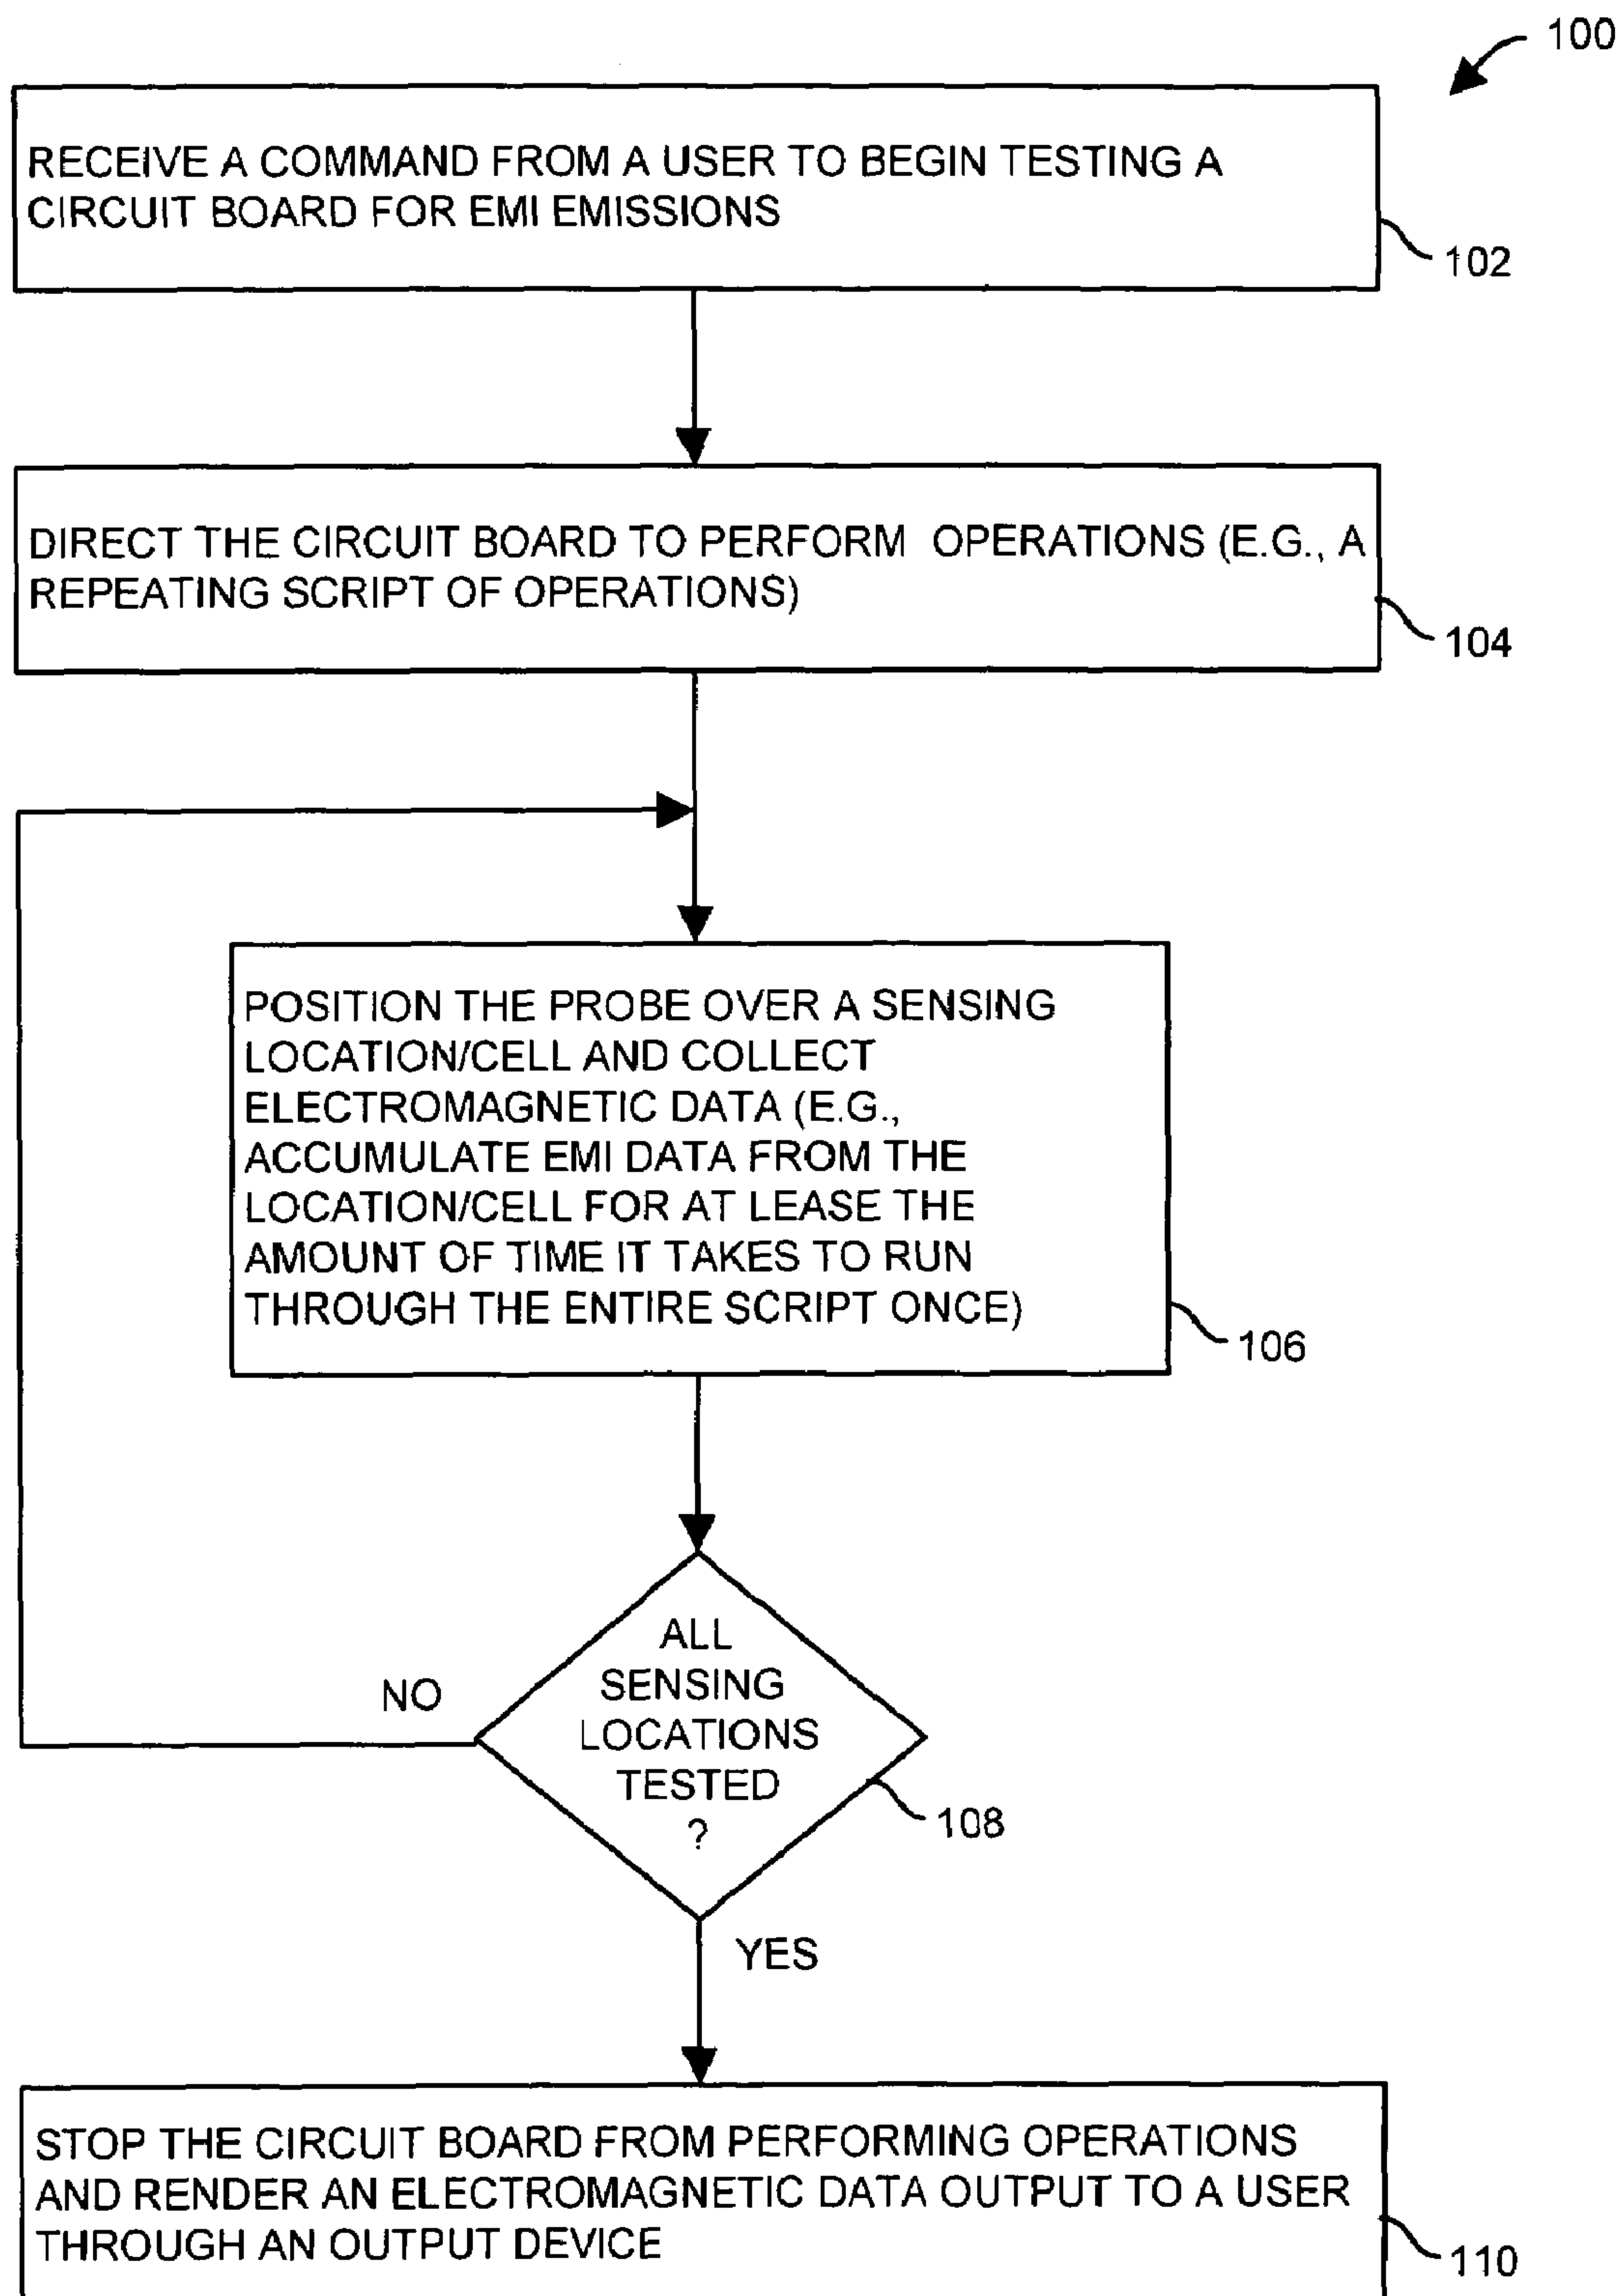 100
RECEIVE A COMMAND FROM A USER TO BEGIN TESTING A
CIRCUIT BOARD FOR EMI EMISSIONS
102
DIRECT THE CIRCUIT BOARD TO PERFORM OPERATIONS (E.G., A
REPEATING SCRIPT OF OPERATIONS)
104
POSITION THE PROBE OVER A SENSING
LOCATION/CELL AND COLLECT
ELECTROMAGNETIC DATA (E.G.,
ACCUMULATE EMI DATA FROM THE
LOCATION/CELL FOR AT LEASE THE
AMOUNT OF TIME IT TAKES TO RUN
THROUGH THE ENTIRE SCRIPT ONCE)
106
ALL
SENSING
LOCATIONS
TESTED
?
NO
108
YES
STOP THE CIRCUIT BOARD FROM PERFORMING OPERATIONS
AND RENDER AN ELECTROMAGNETIC DATA OUTPUT TO A USER
THROUGH AN OUTPUT DEVICE
110